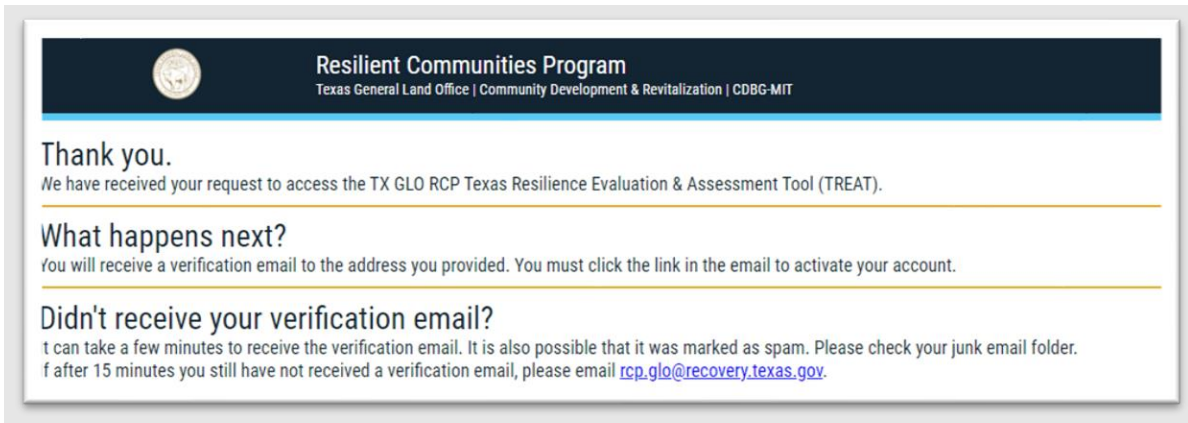 Resilient Communities Program
Texas General Land Office | Community Development & Revitalization | CDBG-MIT
Thank you.
We have received your request to access the TX GLO RCP Texas Resilience Evaluation & Assessment Tool (TREAT).
What happens next?
You will receive a verification email to the address you provided. You must click the link in the email to activate your account.
Didn't receive your verification email?
t can take a few minutes to receive the verification email. It is also possible that it was marked as spam. Please check your junk email folder.
f after 15 minutes you still have not received a verification email, please email rcp.glo@recovery.texas.gov.